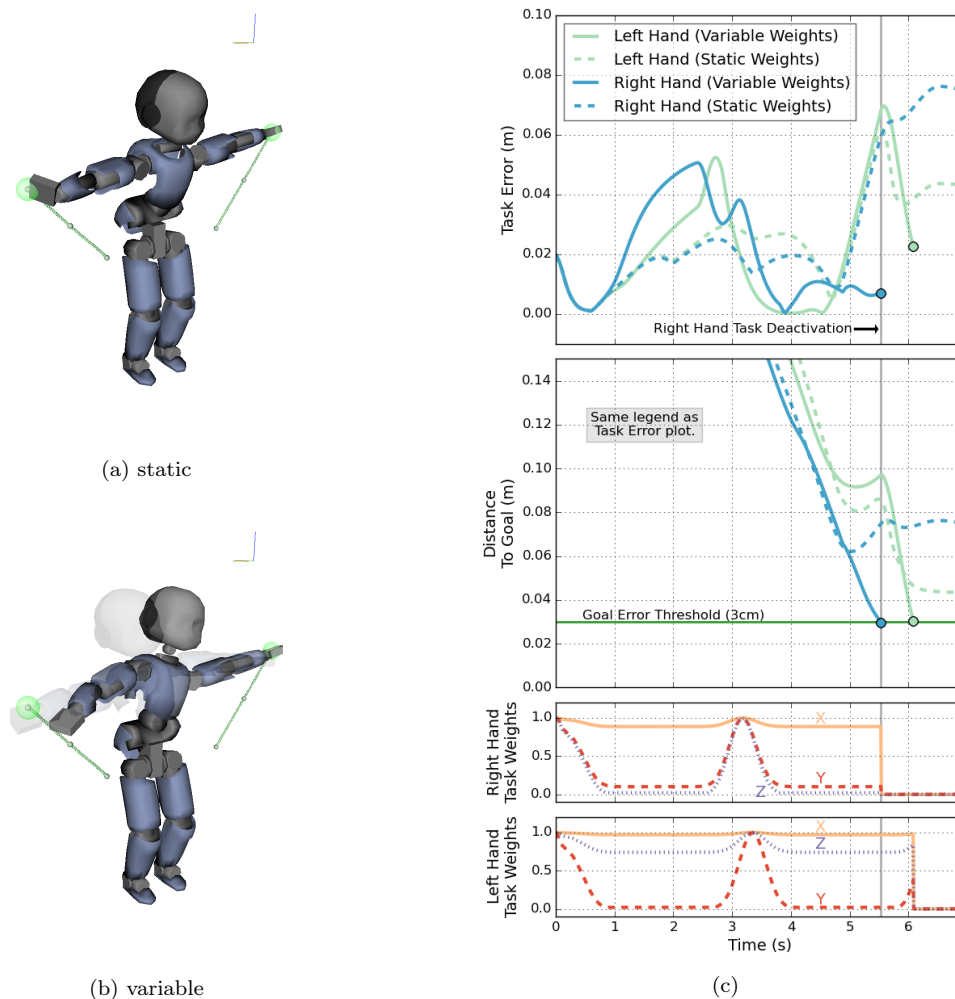 (a) static
(b) variable
0.10
0.08
0.06
0.04
0.02
0.00
Task Error (m)
Left Hand (Variable Weights)
Left Hand (Static Weights)
Right Hand (Variable Weights)
Right Hand (Static Weights)
Right Hand Task Deactivation
0.14
0.12
0.10
0.08
0.06
0.04
0.02
0.00
Distance
To Goal (m)
Same legend as
Task Error plot.
Goal Error Threshold (3cm)
1.0
0.5
0.0
Right Hand
Task Weights
X
Y
Z
1.0
0.5
0.0
Left Hand
Task Weights
X
Z
Y
0 1 2 3 4 5 6
Time (s)
(c)